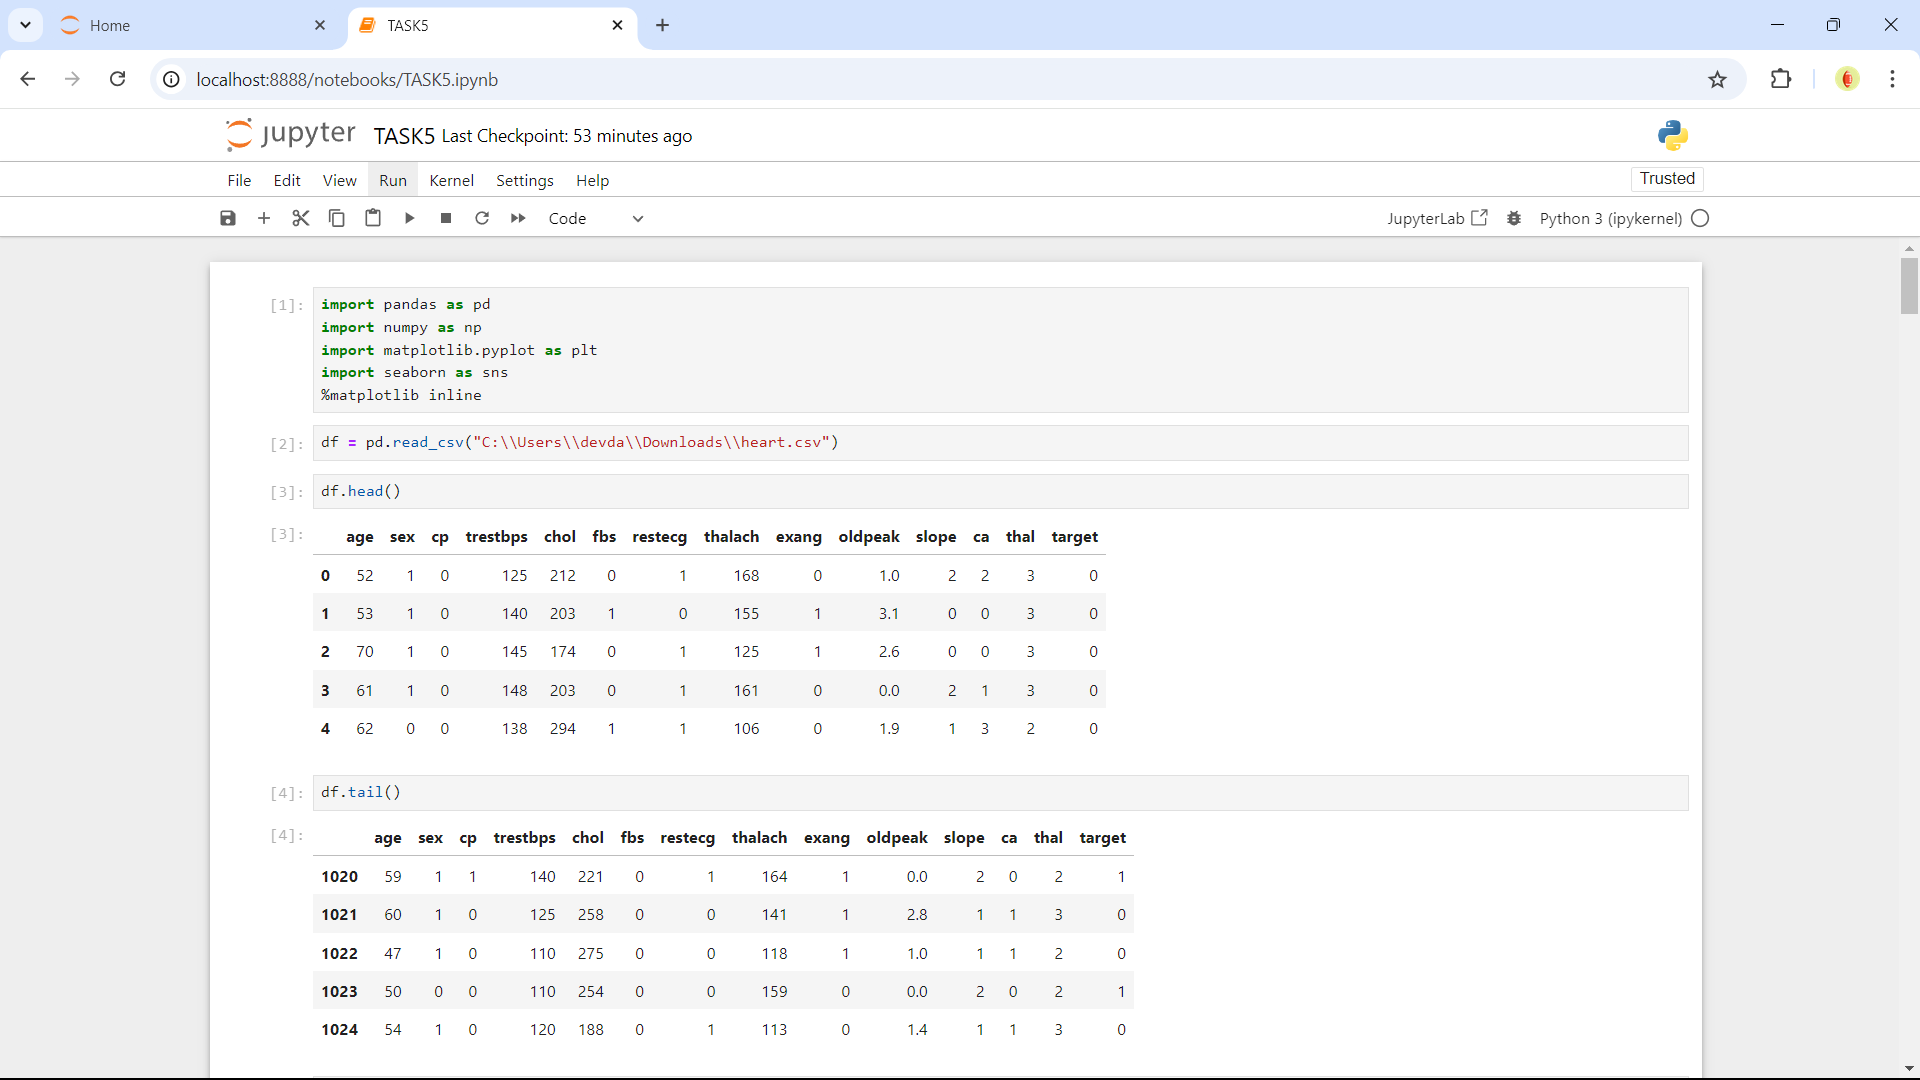 Home
TASK5
localhost:8888/notebooks/TASK5.ipynb
jupyter TASK5 Last Checkpoint: 53 minutes ago
File Edit View Run Kernel Settings Help Trusted
Code JupyterLab Python 3 (ipykernel)
[1]: import pandas as pd
import numpy as np
import matplotlib.pyplot as plt
import seaborn as sns
%matplotlib inline
[2]: df = pd.read_csv("C:\\Users\\devda\\Downloads\\heart.csv")
[3]: df.head()
[3]: age sex cp trestbps chol fbs restecg thalach exang oldpeak slope ca thal target
0 52 1 0 125 212 0 1 168 0 1.0 2 2 3 0
1 53 1 0 140 203 1 0 155 1 3.1 0 0 3 0
2 70 1 0 145 174 0 1 125 1 2.6 0 0 3 0
3 61 1 0 148 203 0 1 161 0 0.0 2 1 3 0
4 62 0 0 138 294 1 1 106 0 1.9 1 3 2 0
[4]: df.tail()
[4]: age sex cp trestbps chol fbs restecg thalach exang oldpeak slope ca thal target
1020 59 1 1 140 221 0 1 164 1 0.0 2 0 2 1
1021 60 1 0 125 258 0 0 141 1 2.8 1 1 3 0
1022 47 1 0 110 275 0 0 118 1 1.0 1 1 2 0
1023 50 0 0 110 254 0 0 159 0 0.0 2 0 2 1
1024 54 1 0 120 188 0 1 113 0 1.4 1 1 3 0